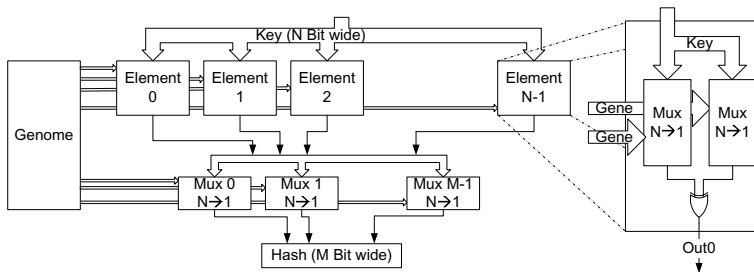 Key (N Bit wide)
Genome
Element
0
Element
1
Element
2
Element
N-1
Mux 0
N→1
Mux 1
N→1
Mux M-1
N→1
Hash (M Bit wide)
Key
Gene
Gene
Mux
N→1
Mux
N→1
Out0